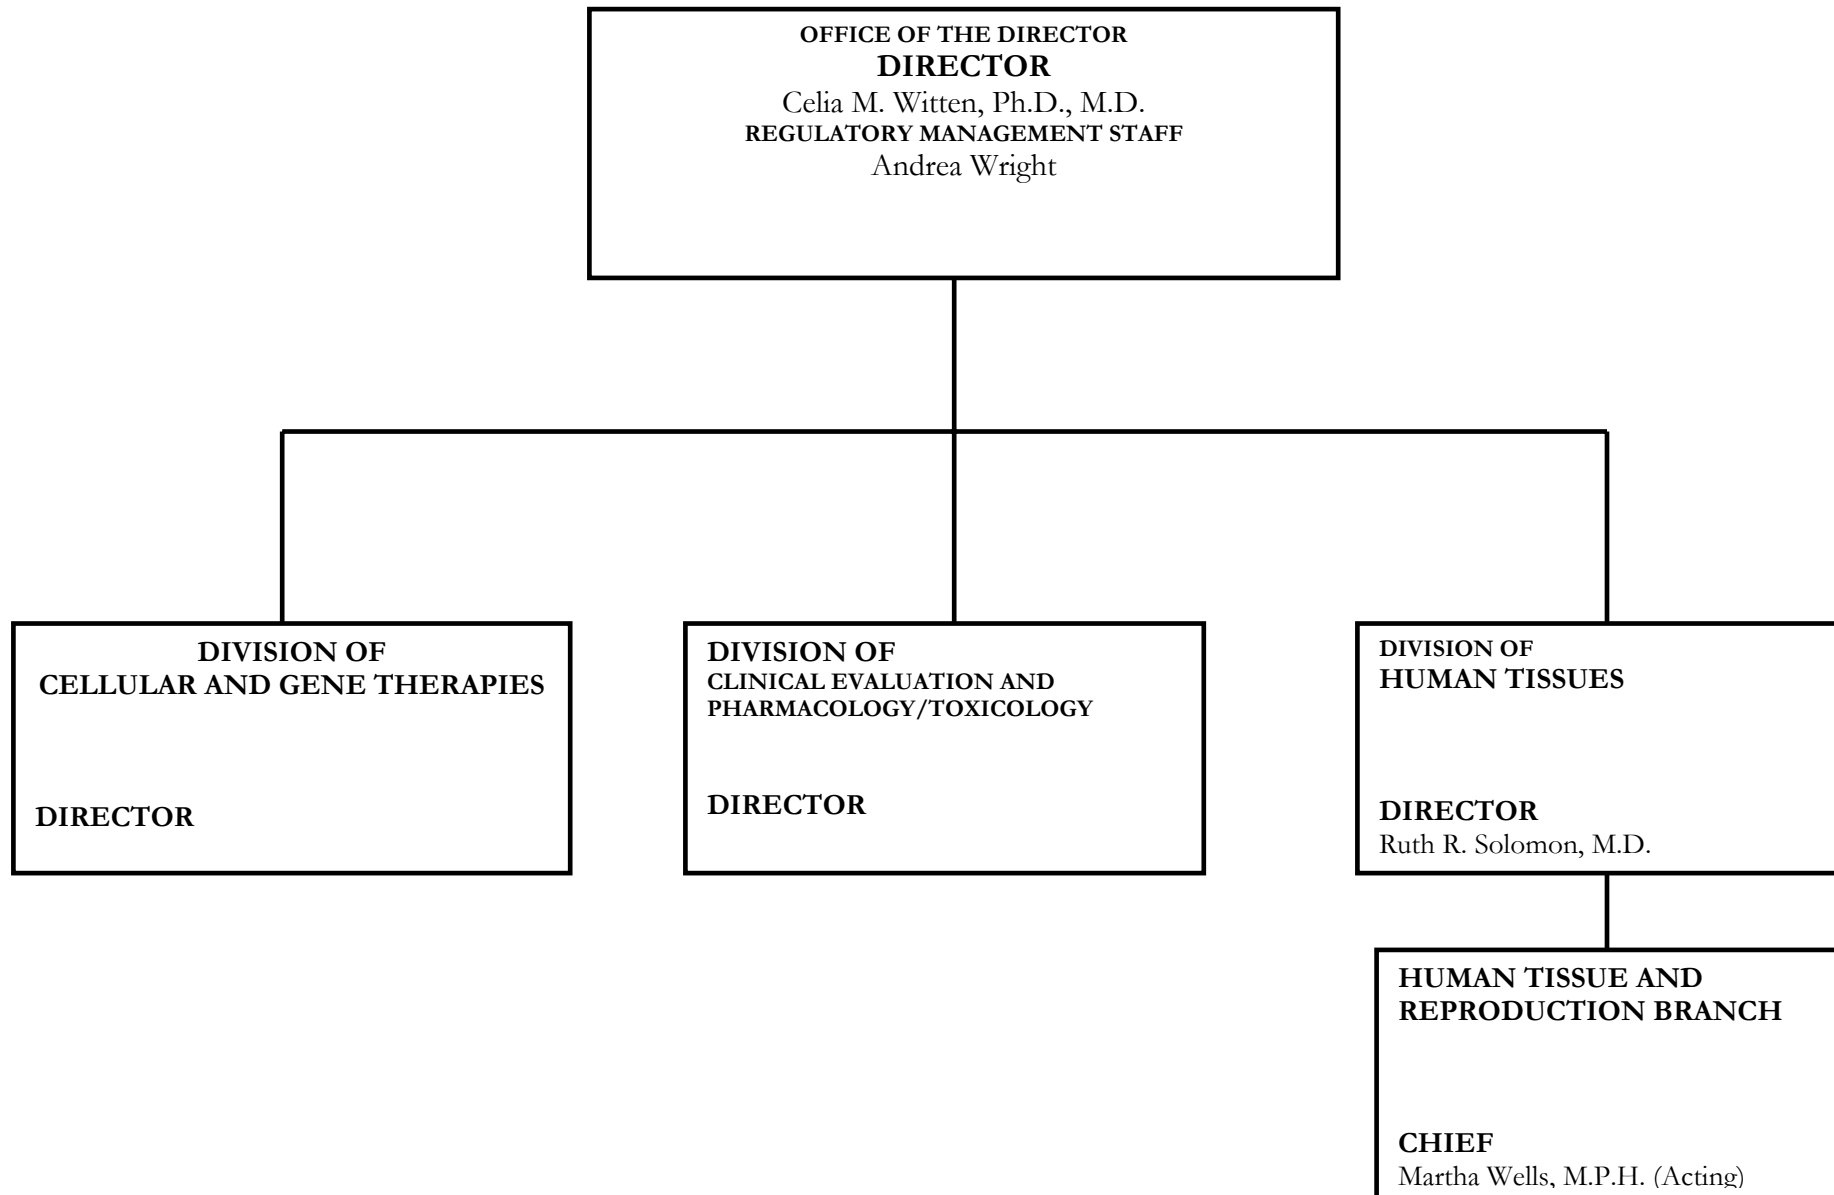 OFFICE OF THE DIRECTOR
DIRECTOR
Celia M. Witten, Ph.D., M.D.
REGULATORY MANAGEMENT STAFF
Andrea Wright
DIVISION OF
CELLULAR AND GENE THERAPIES
DIRECTOR
DIVISION OF
CLINICAL EVALUATION AND
PHARMACOLOGY/TOXICOLOGY
DIRECTOR
DIVISION OF
HUMAN TISSUES
DIRECTOR
Ruth R. Solomon, M.D.
HUMAN TISSUE AND
REPRODUCTION BRANCH
CHIEF
Martha Wells, M.P.H. (Acting)